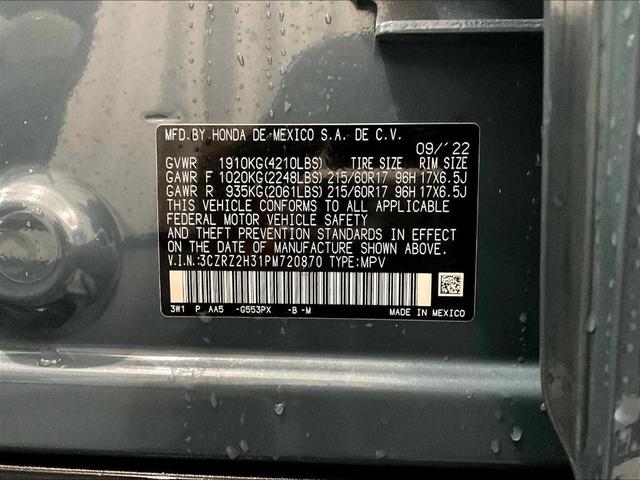 MFD. BY HONDA DE MEXICO S.A. DE C.V.
09/'22
GVWR 1910KG(4210LBS) TIRE SIZE RIM SIZE
GAWR F 1020KG(2248LBS) 215/60R17 96H 17X6.5J
GAWR R 935KG(2061LBS) 215/60R17 96H 17X6.5J
THIS VEHICLE CONFORMS TO ALL APPLICABLE
FEDERAL MOTOR VEHICLE SAFETY
AND THEFT PREVENTION STANDARDS IN EFFECT
ON THE DATE OF MANUFACTURE SHOWN ABOVE.
V.I.N.:3CZRZ2H31PM720870 TYPE:MPV
3W1 P AA5 -G553PX -B -M MADE IN MEXICO